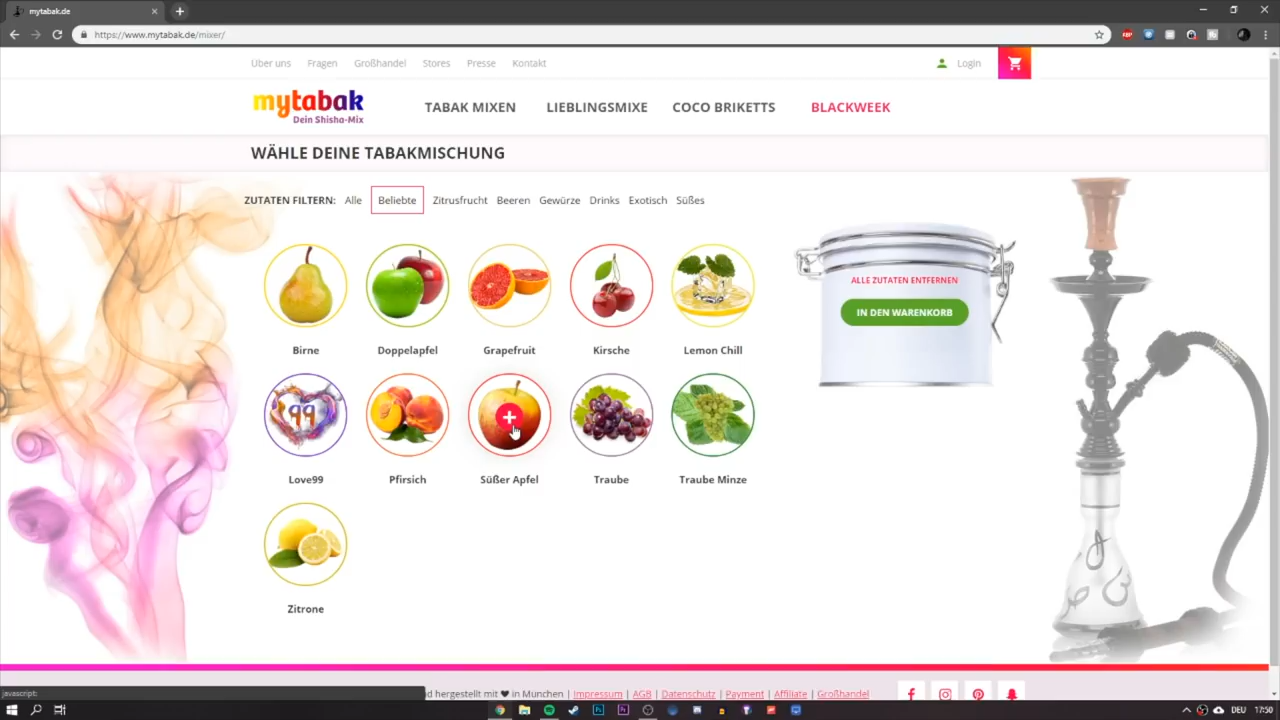 mytabak.de
https://www.mytabak.de/mixer/
Über uns Fragen Großhandel Stores Presse Kontakt Login
mytabak
Dein Shisha-Mix
TABAK MIXEN LIEBLINGSMIXE COCO BRIKETTS BLACKWEEK
WÄHLE DEINE TABAKMISCHUNG
ZUTATEN FILTERN: Alle Beliebte Zitrusfrucht Beeren Gewürze Drinks Exotisch Süßes
ALLE ZUTATEN ENTFERNEN
IN DEN WARENKORB
Birne Doppelapfel Grapefruit Kirsche Lemon Chill
99
Love99 Pfirsich Süßer Apfel Traube Traube Minze
Zitrone
javascript:
d hergestellt mit ❤ in München | Impressum | AGB | Datenschutz | Payment | Affiliate | Großhandel
DEU 17:50